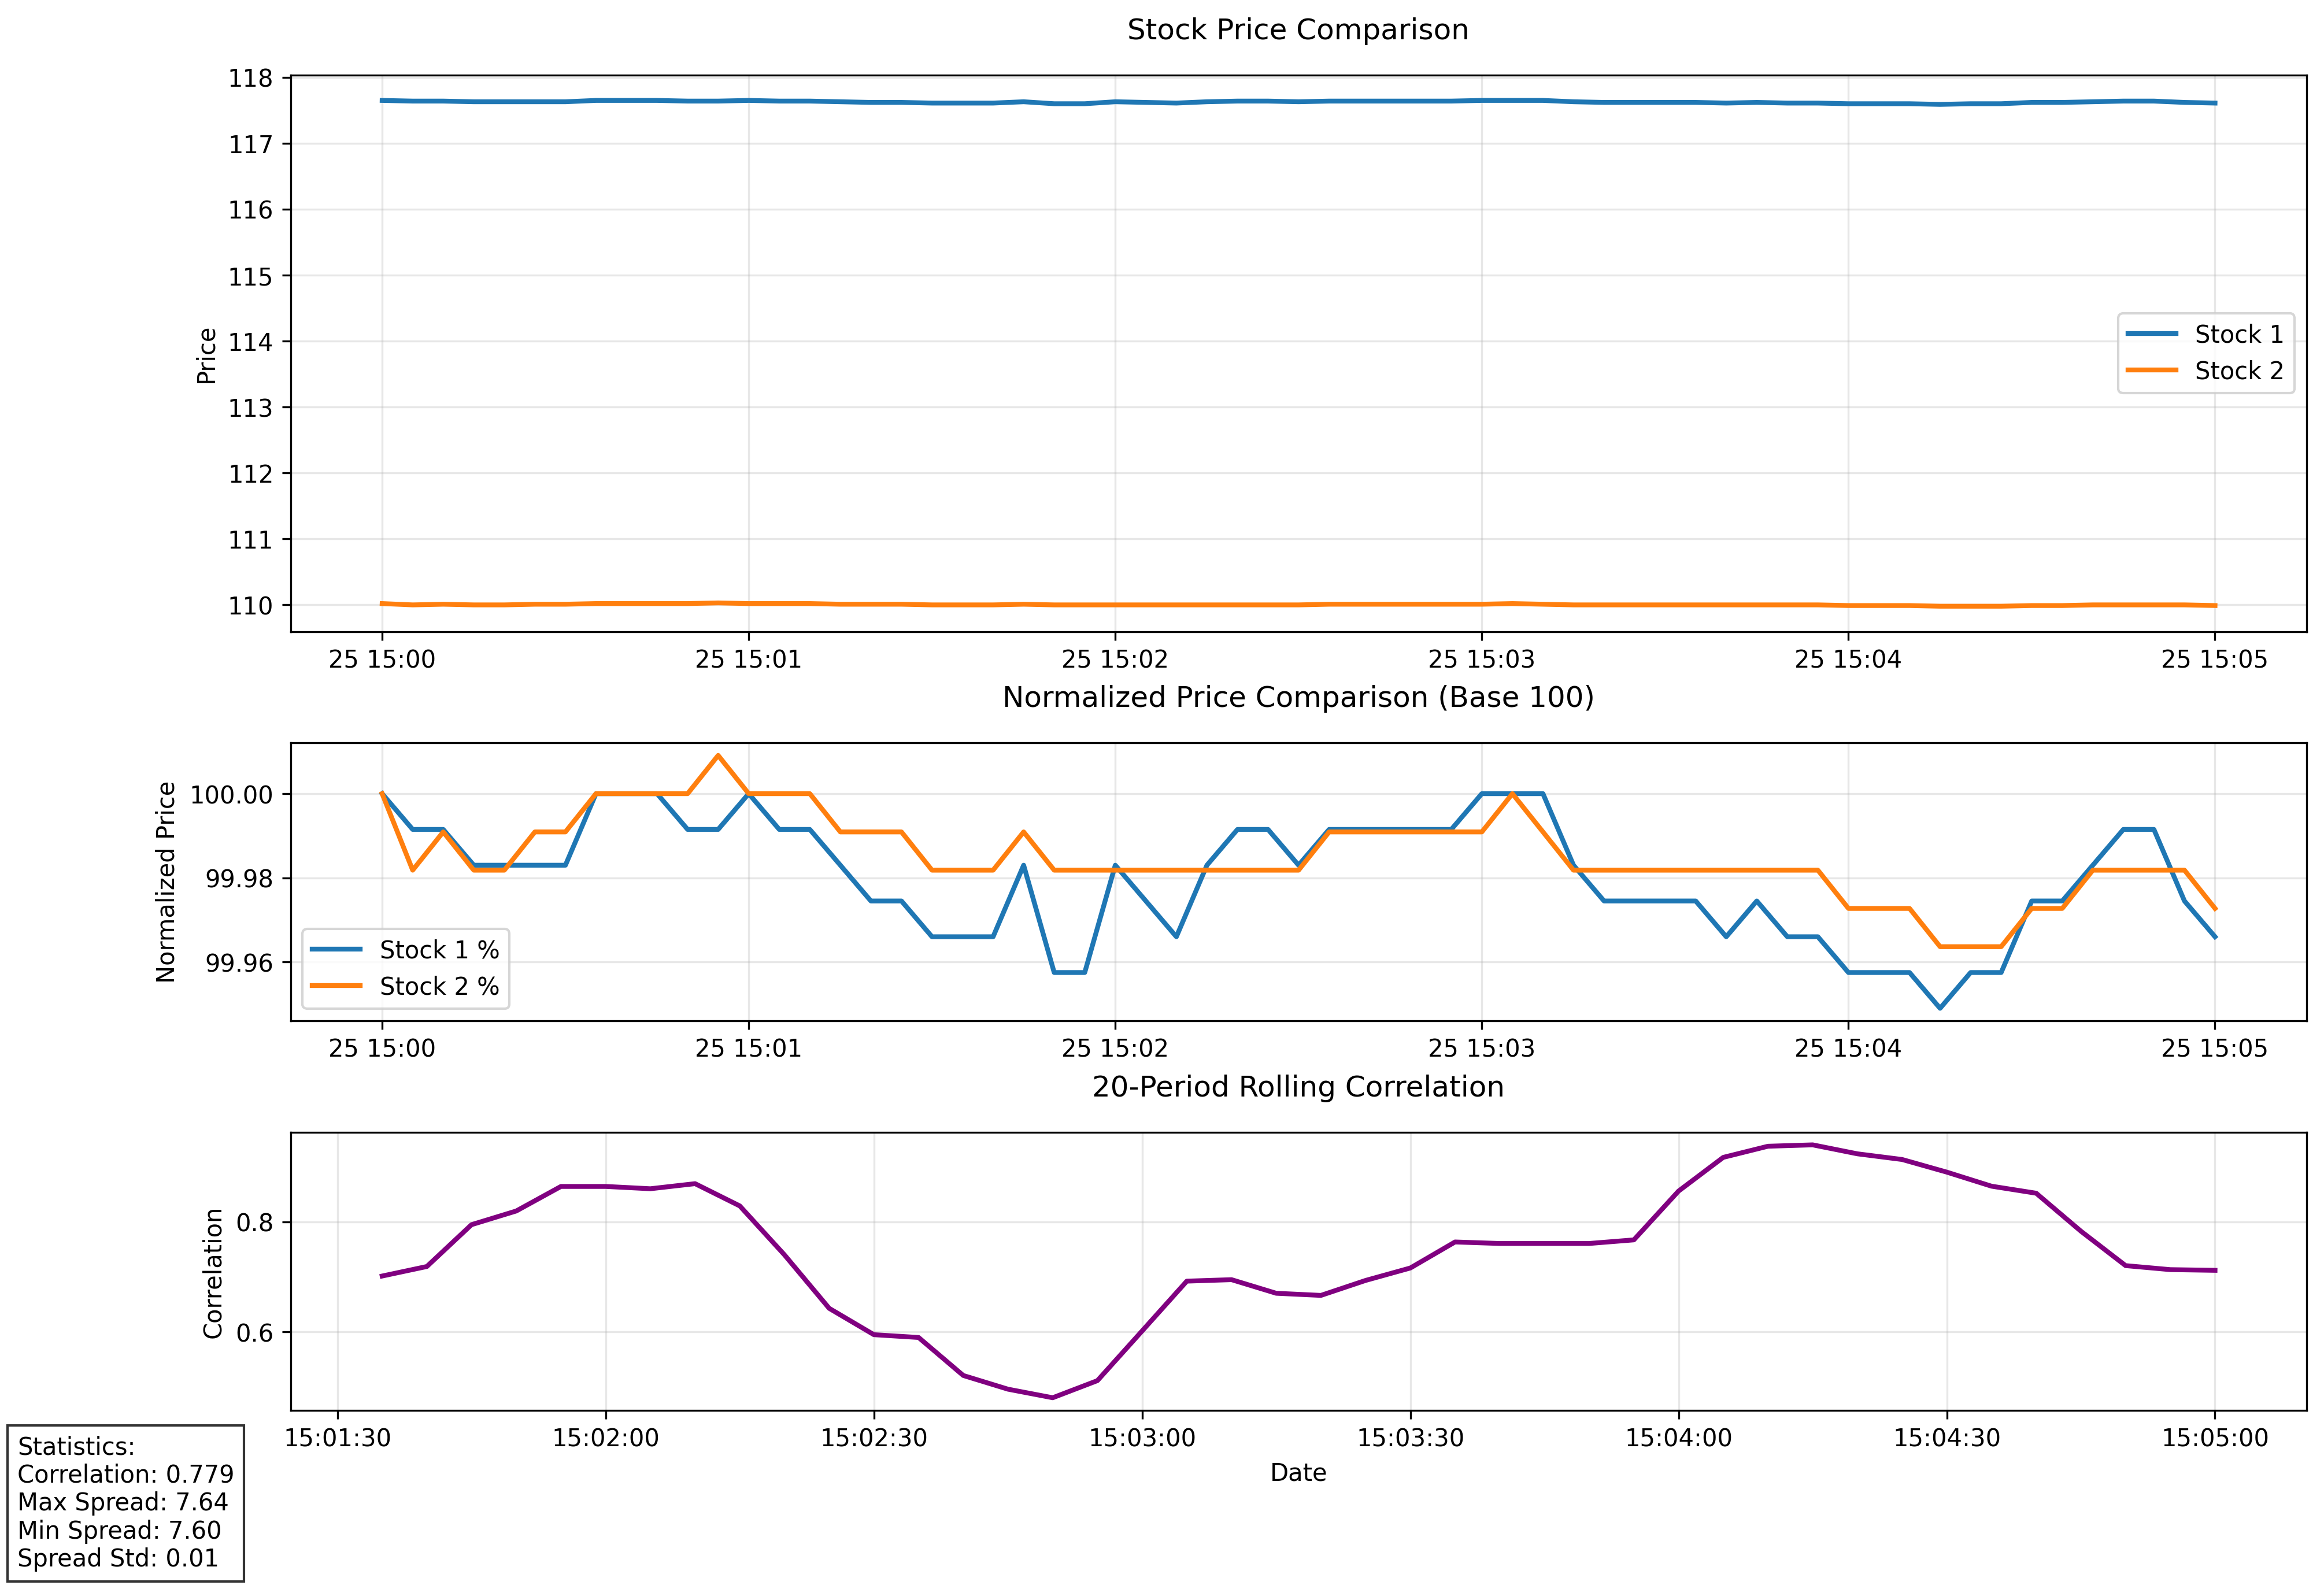 Stock Price Comparison
118
117
116
115
114
113
112
111
110
Price
Stock 1
Stock 2
25 15:00 25 15:01 25 15:02 25 15:03 25 15:04 25 15:05
Normalized Price Comparison (Base 100)
100.00
99.98
99.96
Normalized Price
Stock 1 %
Stock 2 %
25 15:00 25 15:01 25 15:02 25 15:03 25 15:04 25 15:05
20-Period Rolling Correlation
0.8
0.6
Correlation
15:01:30 15:02:00 15:02:30 15:03:00 15:03:30 15:04:00 15:04:30 15:05:00
Date
Statistics:
Correlation: 0.779
Max Spread: 7.64
Min Spread: 7.60
Spread Std: 0.01